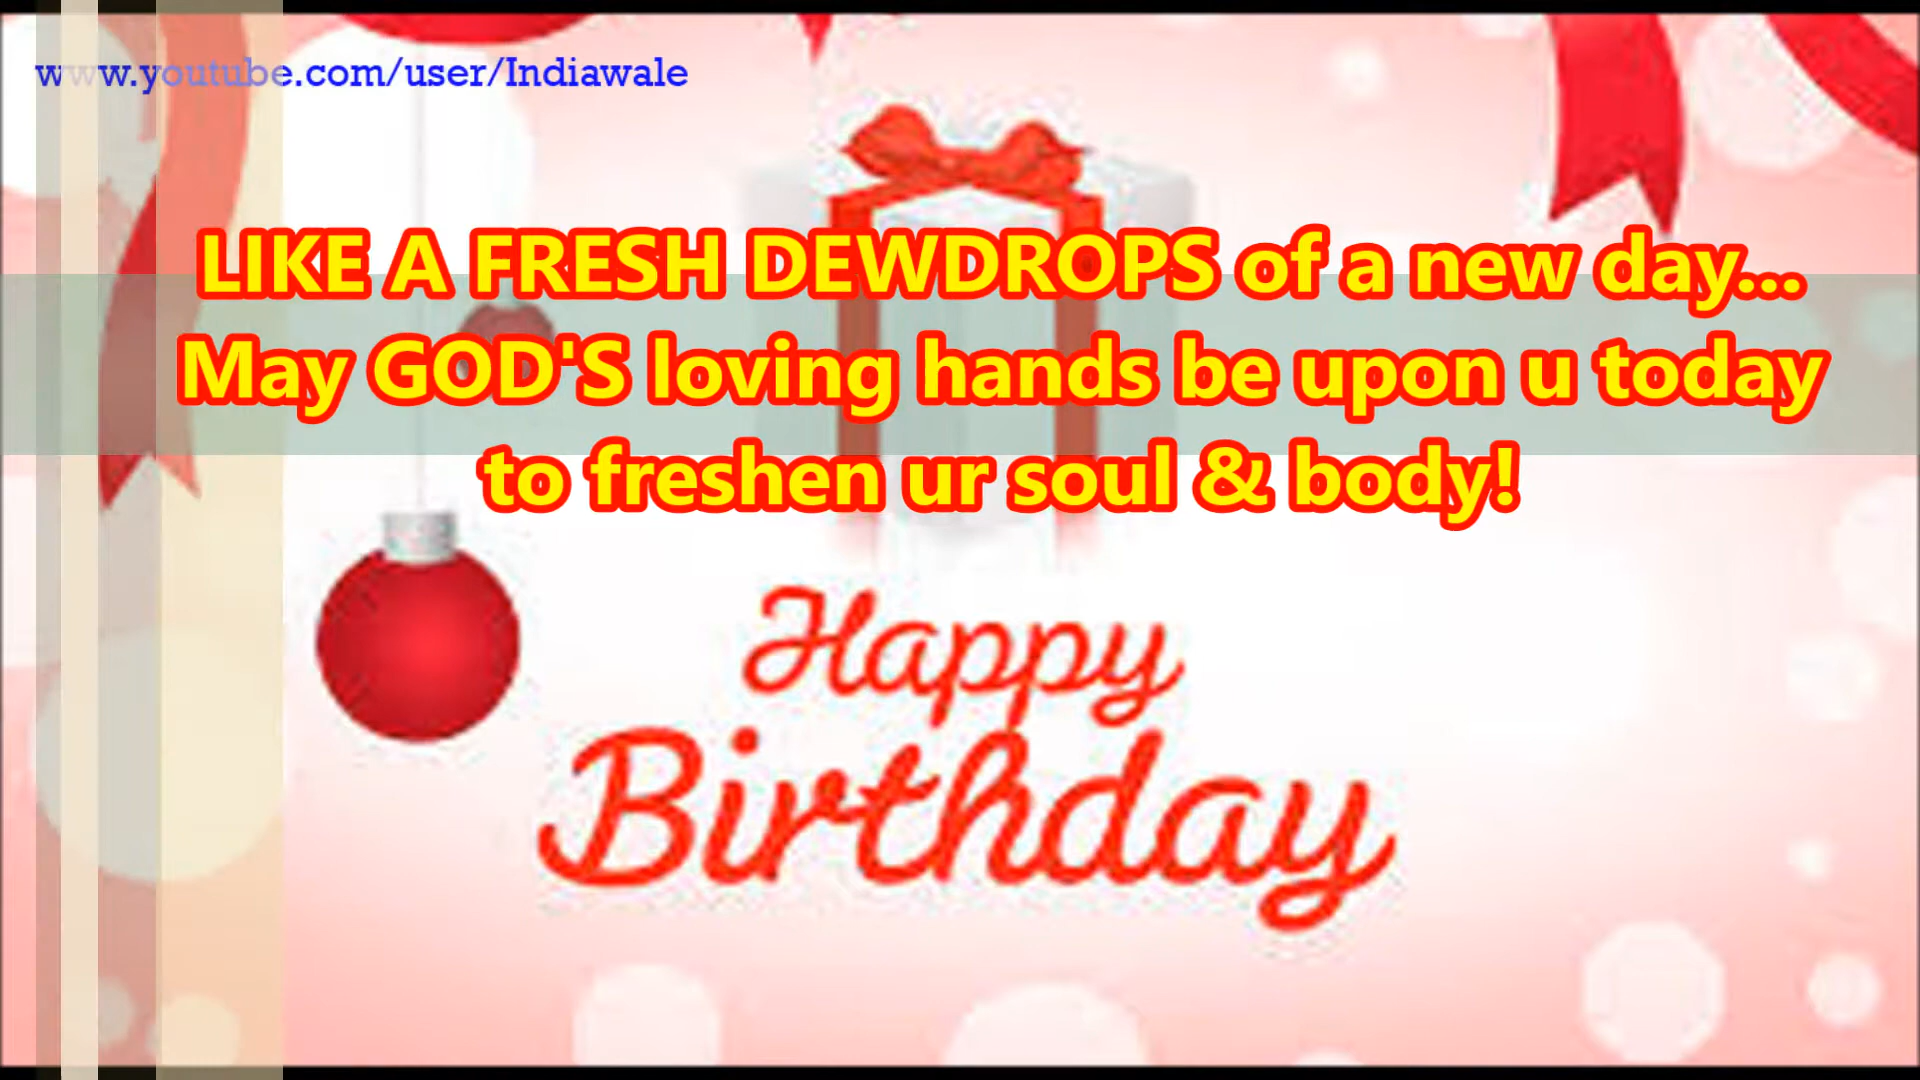 www.youtube.com/user/Indiawale
LIKE A FRESH DEWDROPS of a new day...
May GOD'S loving hands be upon u today
to freshen ur soul & body!
Happy
Birthday